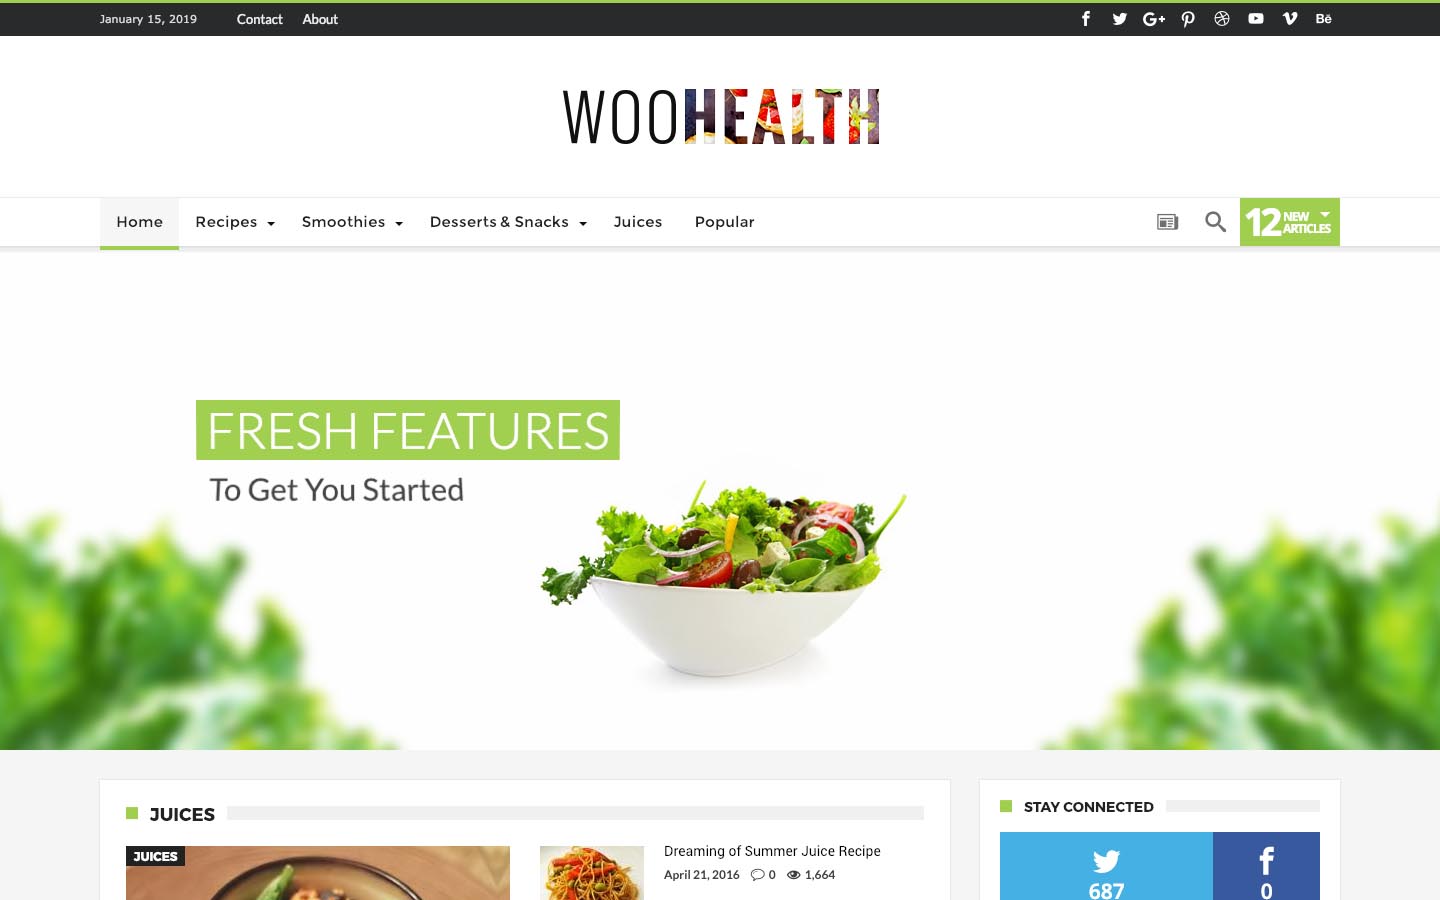 January 15, 2019 Contact About Bē
WOOHEALTH
Home Recipes Smoothies Desserts & Snacks Juices Popular 12 NEW ARTICLES
FRESH FEATURES
To Get You Started
JUICES
JUICES
Dreaming of Summer Juice Recipe
April 21, 2016 0 1,664
STAY CONNECTED
687 0